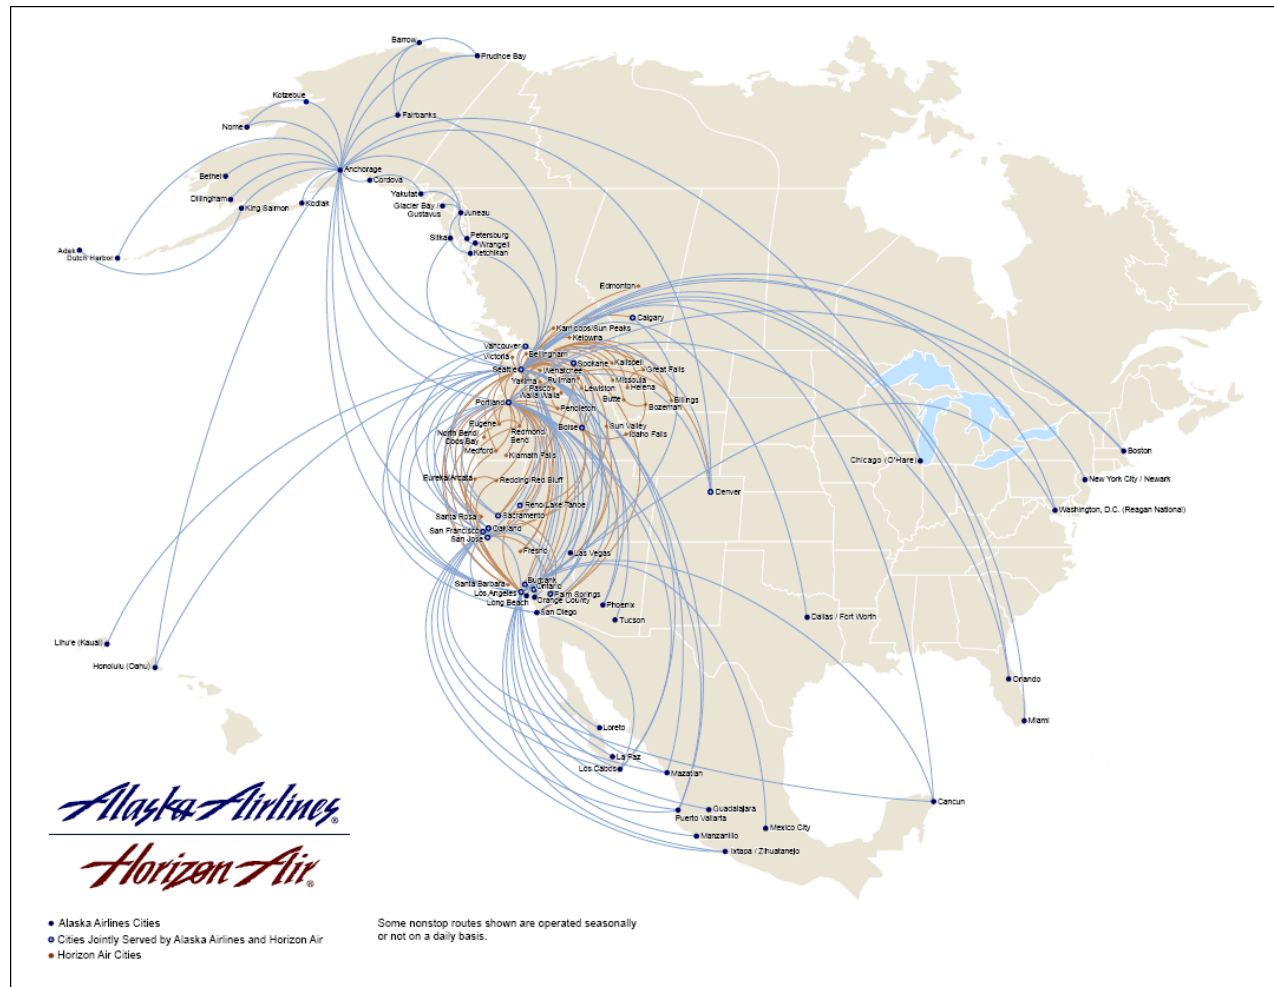 Barrow
Prudhoe Bay
Kotzebue
Fairbanks
Nome
Anchorage
Bethel
Cordova
Dillingham
Yakutat
King Salmon
Kodiak
Glacier Bay /
Gustavus
Juneau
Sitka
Petersburg
Wrangell
Ketchikan
Adak
Dutch Harbor
Edmonton
Calgary
Kamloops/Sun Peaks
Kelowna
Vancouver
Victoria
Bellingham
Seattle
Wenatchee
Spokane
Kalispell
Great Falls
Yakima
Pullman
Missoula
Pasco
Lewiston
Helena
Walla Walla
Butte
Billings
Portland
Pendleton
Bozeman
Eugene
Redmond/
Bend
Boise
Sun Valley
Idaho Falls
North Bend/
Coos Bay
Medford
Klamath Falls
Eureka/Arcata
Redding/Red Bluff
Reno/Lake Tahoe
Santa Rosa
Sacramento
San Francisco
Oakland
San Jose
Fresno
Las Vegas
Denver
Chicago (O'Hare)
Boston
New York City / Newark
Washington, D.C. (Reagan National)
Santa Barbara
Burbank
Ontario
Los Angeles
Palm Springs
Long Beach
Orange County
San Diego
Phoenix
Tucson
Dallas / Fort Worth
Lihu'e (Kauai)
Honolulu (Oahu)
Orlando
Miami
Loreto
La Paz
Los Cabos
Mazatlan
Cancun
Guadalajara
Puerto Vallarta
Mexico City
Manzanillo
Ixtapa / Zihuatanejo
Alaska Airlines®
Horizon Air®
Alaska Airlines Cities
Cities Jointly Served by Alaska Airlines and Horizon Air
Horizon Air Cities
Some nonstop routes shown are operated seasonally
or not on a daily basis.